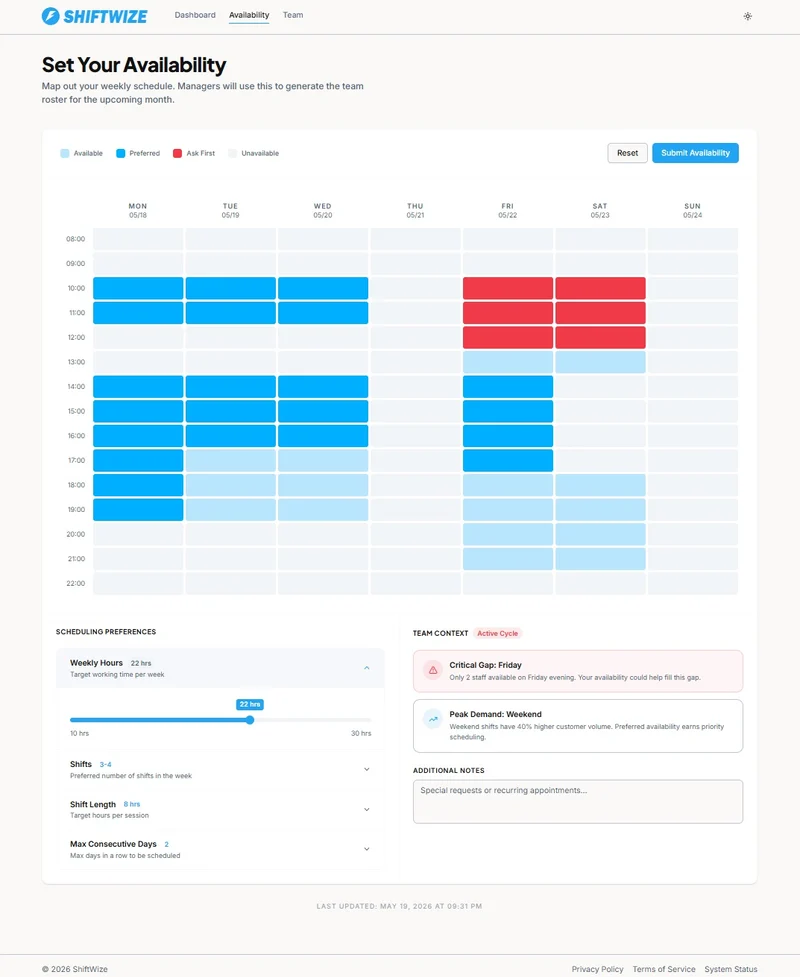 SHIFTWIZE
Dashboard Availability Team
Set Your Availability
Map out your weekly schedule. Managers will use this to generate the team
roster for the upcoming month.
Available Preferred Ask First Unavailable
Reset Submit Availability
MON TUE WED THU FRI SAT SUN
05/18 05/19 05/20 05/21 05/22 05/23 05/24
08:00
09:00
10:00
11:00
12:00
13:00
14:00
15:00
16:00
17:00
18:00
19:00
20:00
21:00
22:00
SCHEDULING PREFERENCES
Weekly Hours 22 hrs
Target working time per week
22 hrs
10 hrs 30 hrs
Shifts 3-4
Preferred number of shifts in the week
Shift Length 8 hrs
Target hours per session
Max Consecutive Days 2
Max days in a row to be scheduled
TEAM CONTEXT Active Cycle
Critical Gap: Friday
Only 2 staff available on Friday evening. Your availability could help fill this gap.
Peak Demand: Weekend
Weekend shifts have 40% higher customer volume. Preferred availability earns priority
scheduling.
ADDITIONAL NOTES
Special requests or recurring appointments...
LAST UPDATED: MAY 19, 2026 AT 09:31 PM
© 2026 ShiftWize
Privacy Policy Terms of Service System Status